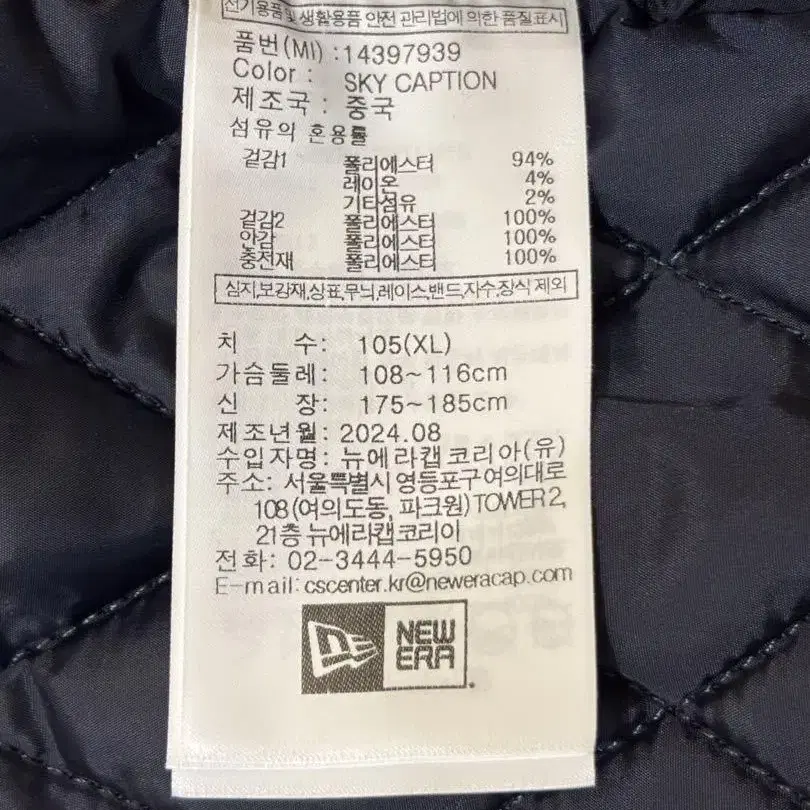 전기용품및 생활용품 안전 관리법에 의한 품질표시
품번(MI) :14397939
Color : SKY CAPTION
제조국 : 중국
섬유의 혼용률
겉감1 폴리에스터 94%
레이온 4%
기타섬유 2%
겉감2 폴리에스터 100%
안감 폴리에스터 100%
충전재 폴리에스터 100%
심지,보강재,상표,무늬,레이스,밴드,자수,장식 제외
치 수: 105(XL)
가슴둘레: 108~116cm
신 장: 175~185cm
제조년월: 2024.08
수입자명: 뉴에라캡코리아(유)
주소: 서울특별시 영등포구 여의대로
108 (여의도동, 파크원) TOWER 2,
21층 뉴에라캡코리아
전화: 02-3444-5950
E-mail: cscenter.kr@neweracap.com
NEW
ERA